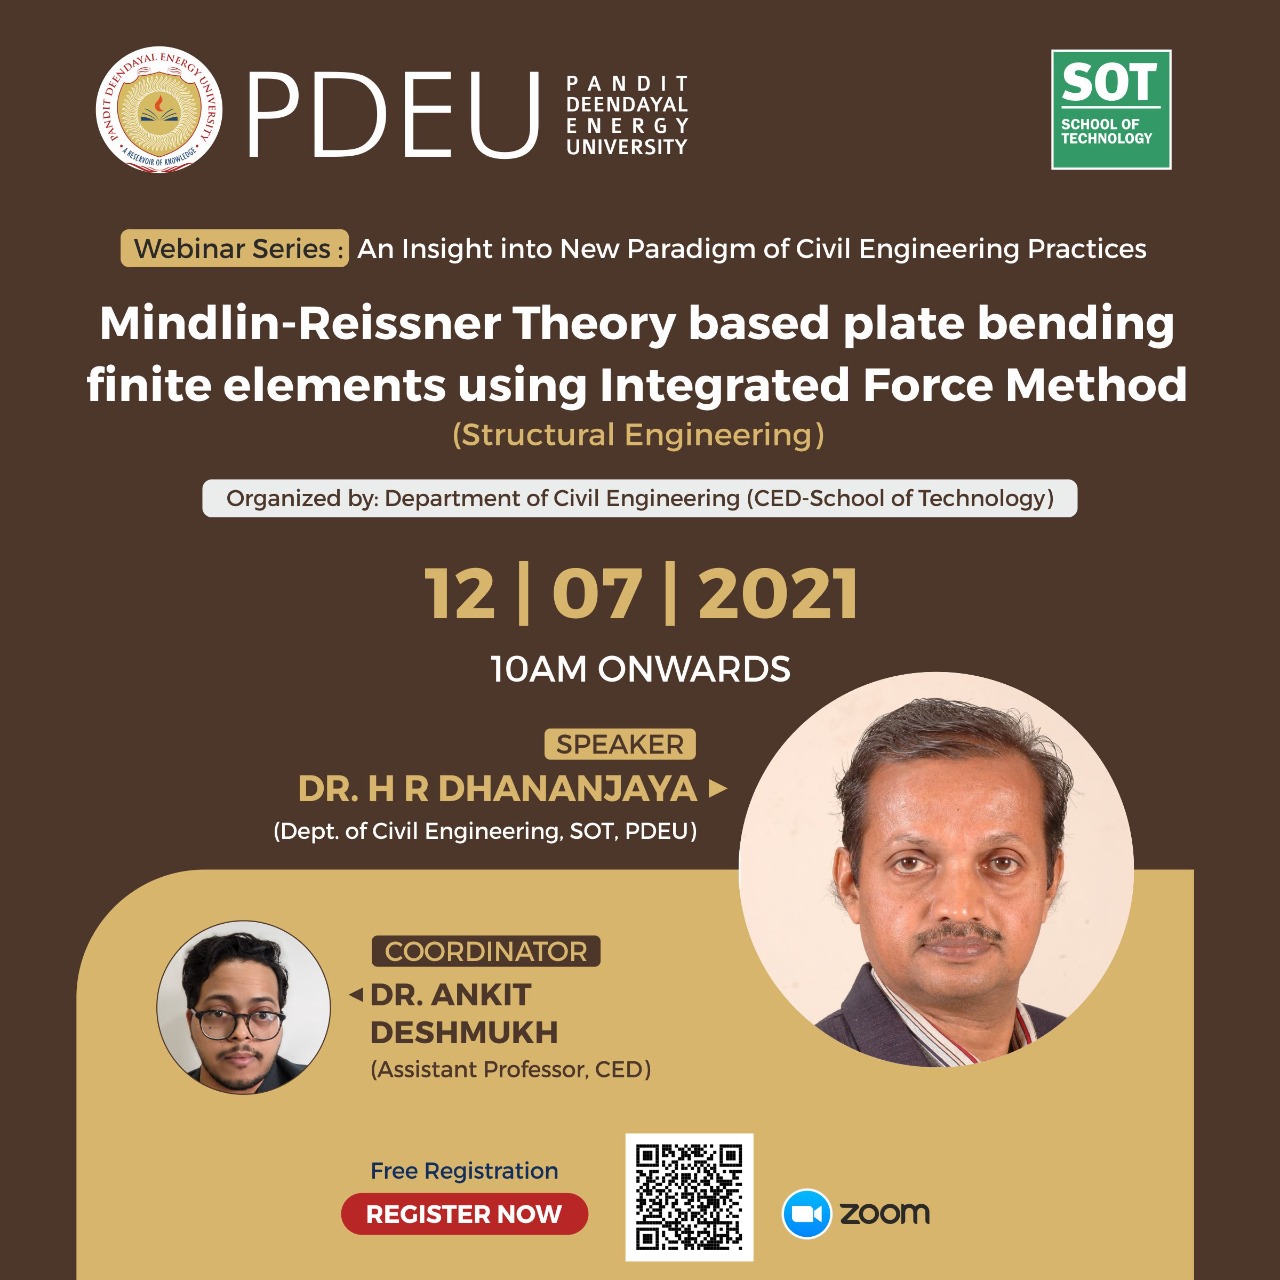 PANDIT DEENDAYAL ENERGY UNIVERSITY
• A RESERVOIR OF KNOWLEDGE •
PDEU
PANDIT
DEENDAYAL
ENERGY
UNIVERSITY
SOT
SCHOOL OF
TECHNOLOGY
Webinar Series : An Insight into New Paradigm of Civil Engineering Practices
Mindlin-Reissner Theory based plate bending
finite elements using Integrated Force Method
(Structural Engineering)
Organized by: Department of Civil Engineering (CED-School of Technology)
12 | 07 | 2021
10AM ONWARDS
SPEAKER
DR. H R DHANANJAYA
(Dept. of Civil Engineering, SOT, PDEU)
COORDINATOR
DR. ANKIT
DESHMUKH
(Assistant Professor, CED)
Free Registration
REGISTER NOW
zoom